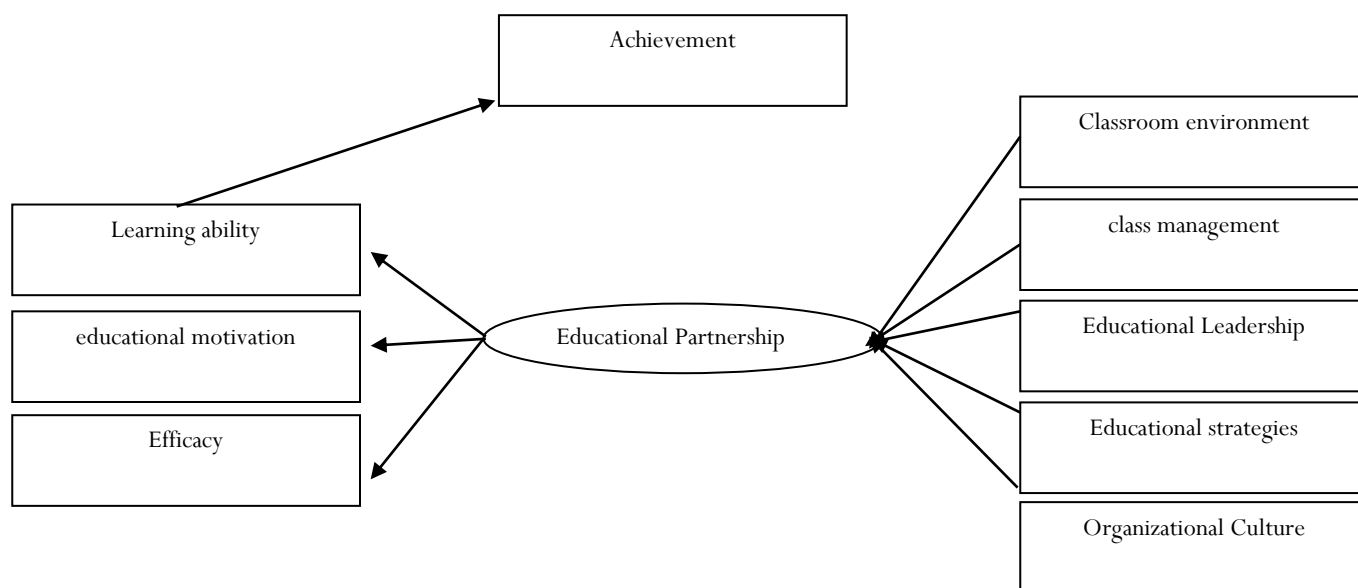 Achievement
Classroom environment
Learning ability
class management
educational motivation
Educational Partnership
Educational Leadership
Efficacy
Educational strategies
Organizational Culture